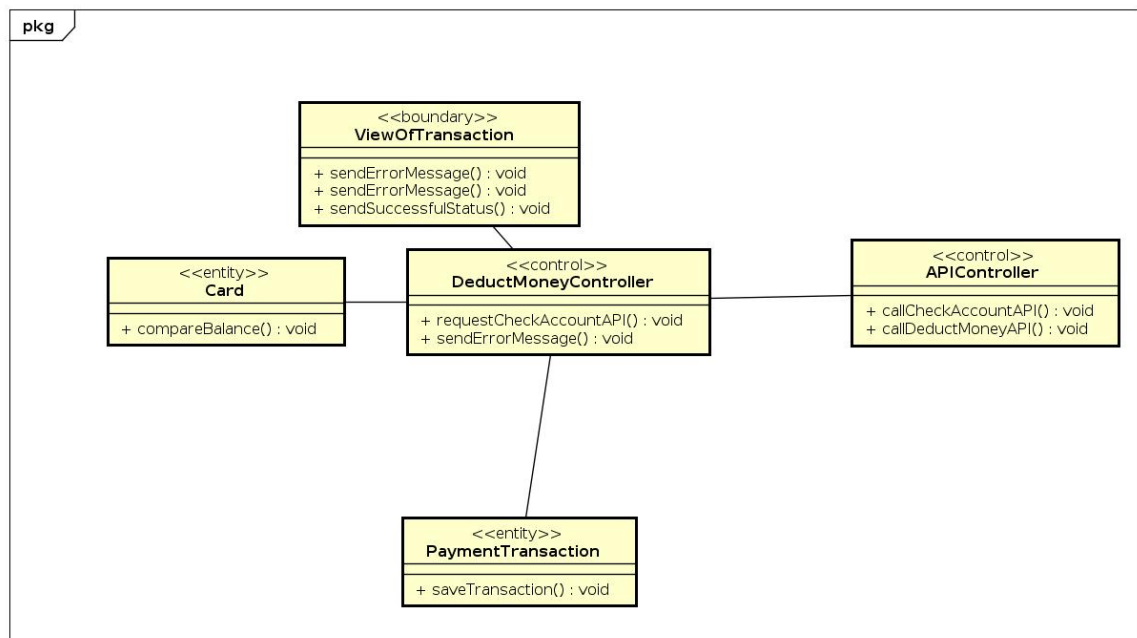 pkg
<<boundary>>
ViewOfTransaction
+ sendErrorMessage() : void
+ sendErrorMessage() : void
+ sendSuccessfulStatus() : void
<<entity>>
Card
+ compareBalance() : void
<<control>>
DeductMoneyController
+ requestCheckAccountAPI() : void
+ sendErrorMessage() : void
<<control>>
APIController
+ callCheckAccountAPI() : void
+ callDeductMoneyAPI() : void
<<entity>>
PaymentTransaction
+ saveTransaction() : void